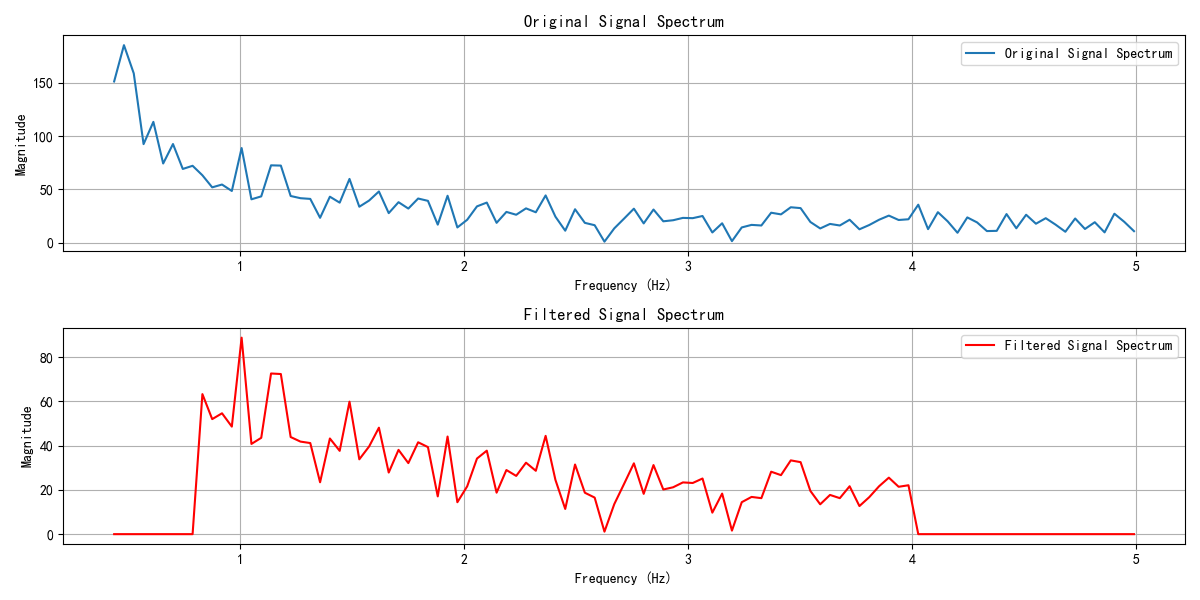 Original Signal Spectrum
Original Signal Spectrum
Magnitude
150
100
50
0
1 2 3 4 5
Frequency (Hz)
Filtered Signal Spectrum
Filtered Signal Spectrum
Magnitude
80
60
40
20
0
1 2 3 4 5
Frequency (Hz)